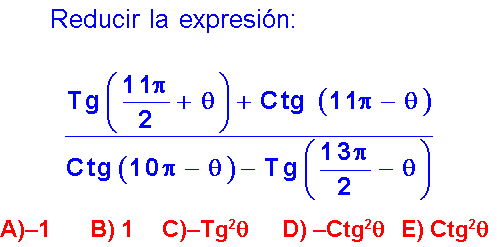 Reducir la expresión:
Tg(11π/2 + θ) + Ctg (11π − θ)
Ctg(10π − θ) − Tg(13π/2 − θ)
A)–1 B) 1 C)–Tg²θ D) –Ctg²θ E) Ctg²θ